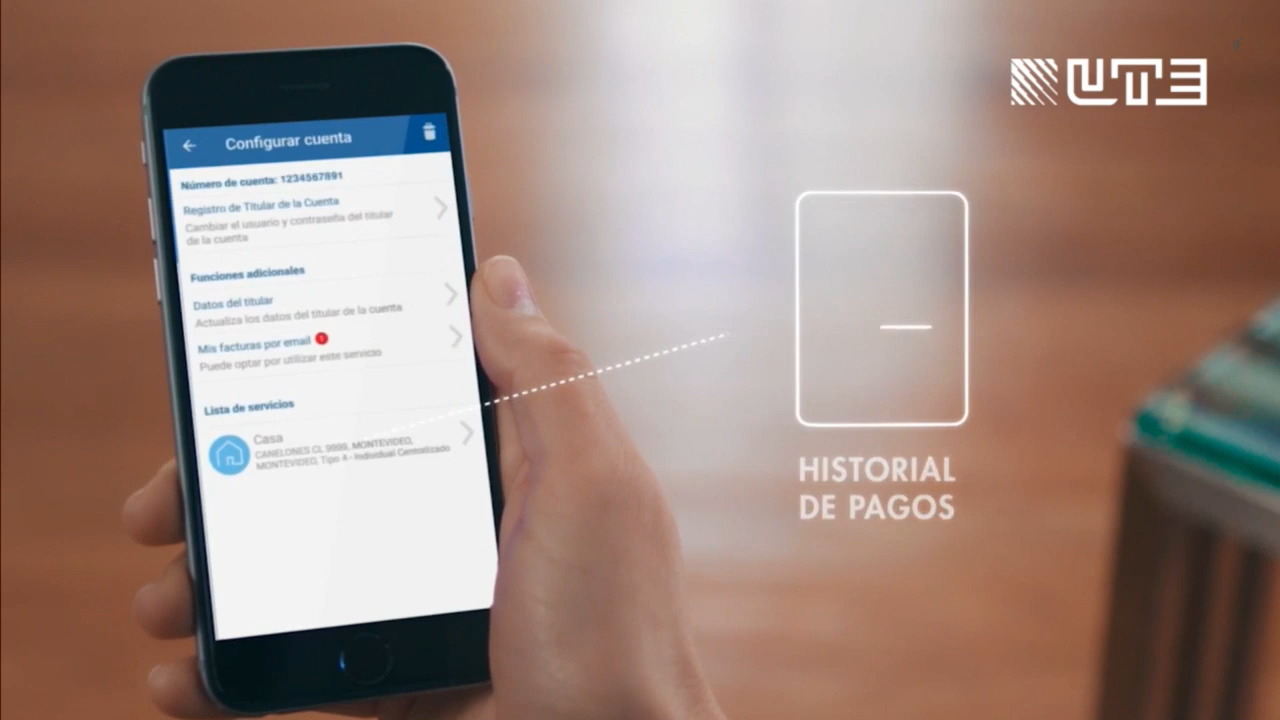 Configurar cuenta
Número de cuenta: 1234567891
Registro de Titular de la Cuenta
Cambiar el usuario y contraseña del titular
de la cuenta
Funciones adicionales
Datos del titular
Actualiza los datos del titular de la cuenta
Mis facturas por email
Puede optar por utilizar este servicio
Lista de servicios
Casa
CANELONES CL 9999, MONTEVIDEO,
MONTEVIDEO, Tipo 4 - Individual Centralizado
UTE
HISTORIAL
DE PAGOS